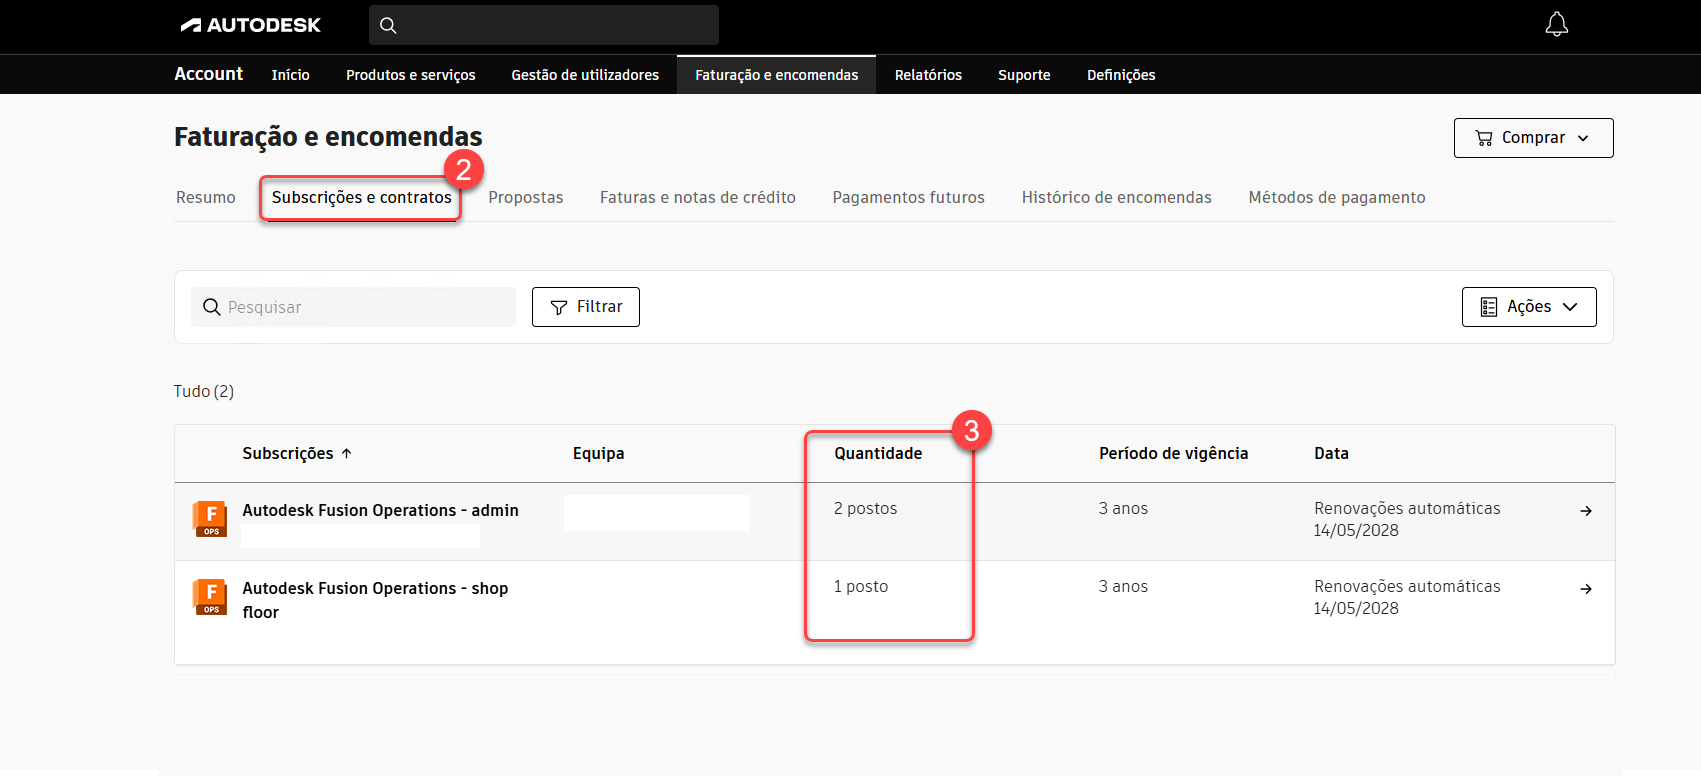 AUTODESK
Account Início Produtos e serviços Gestão de utilizadores Faturação e encomendas Relatórios Suporte Definições
Faturação e encomendas
Comprar
2
Resumo Subscrições e contratos Propostas Faturas e notas de crédito Pagamentos futuros Histórico de encomendas Métodos de pagamento
Pesquisar Filtrar Ações
Tudo (2)
3
Subscrições ↑ Equipa Quantidade Período de vigência Data
F
OPS
Autodesk Fusion Operations - admin 2 postos 3 anos Renovações automáticas
14/05/2028 →
F
OPS
Autodesk Fusion Operations - shop
floor
1 posto 3 anos Renovações automáticas
14/05/2028 →